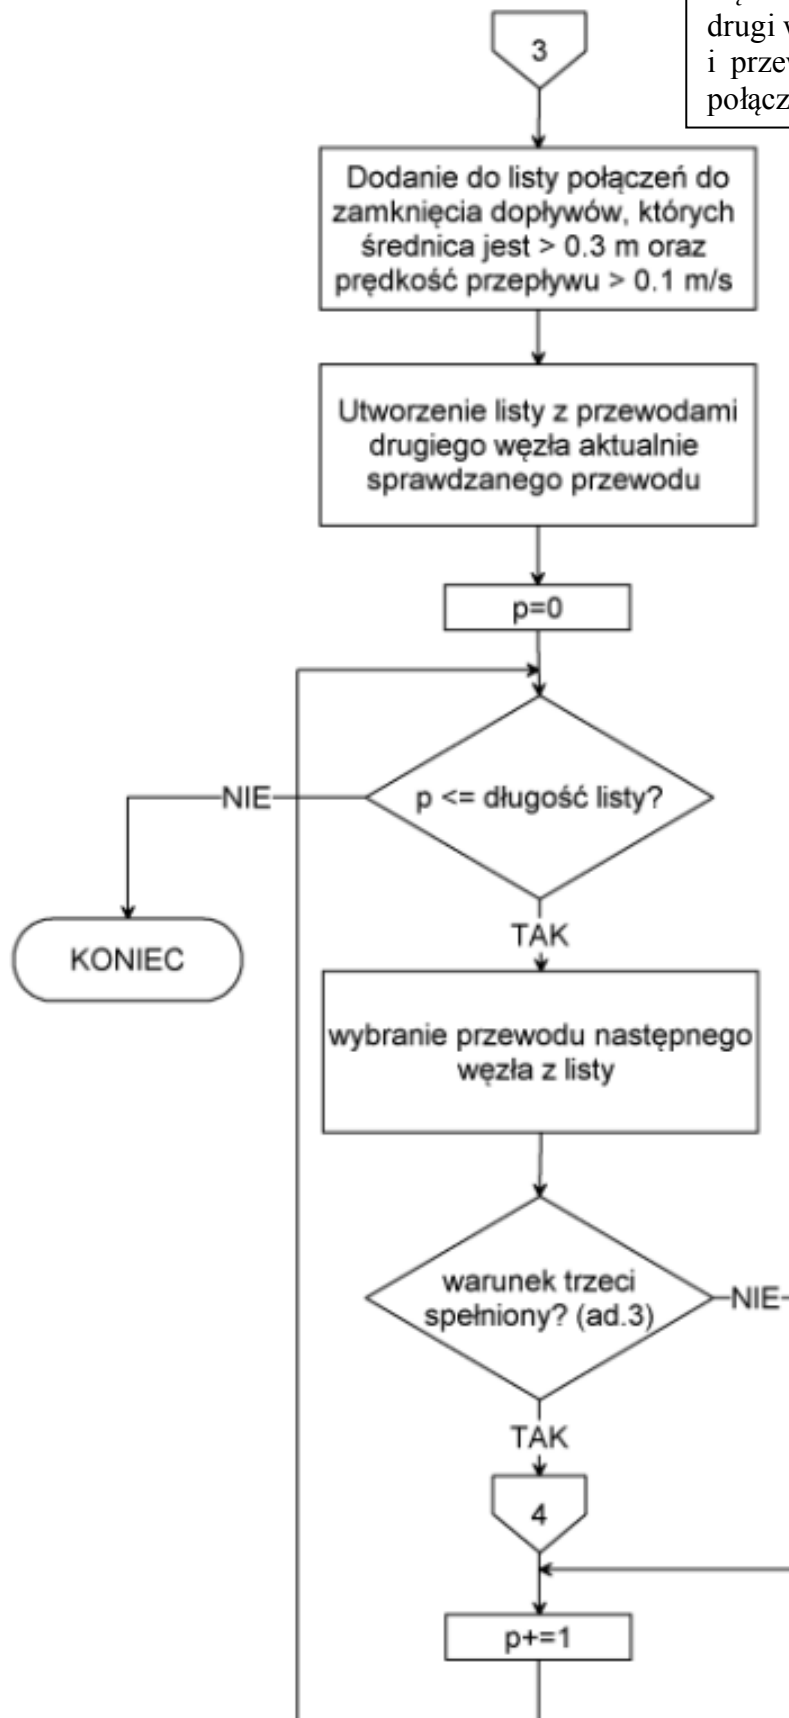 drugi
i
3
Dodanie do listy połączeń do
zamknięcia dopływów, których
średnica jest > 0.3 m oraz
prędkość przepływu > 0.1 m/s
Utworzenie listy z przewodami
drugiego węzła aktualnie
sprawdzanego przewodu
p=0
p <= długość listy?
NIE
TAK
KONIEC
wybranie przewodu następnego
węzła z listy
warunek trzeci
spełniony? (ad.3)
NIE
TAK
4
p+=1